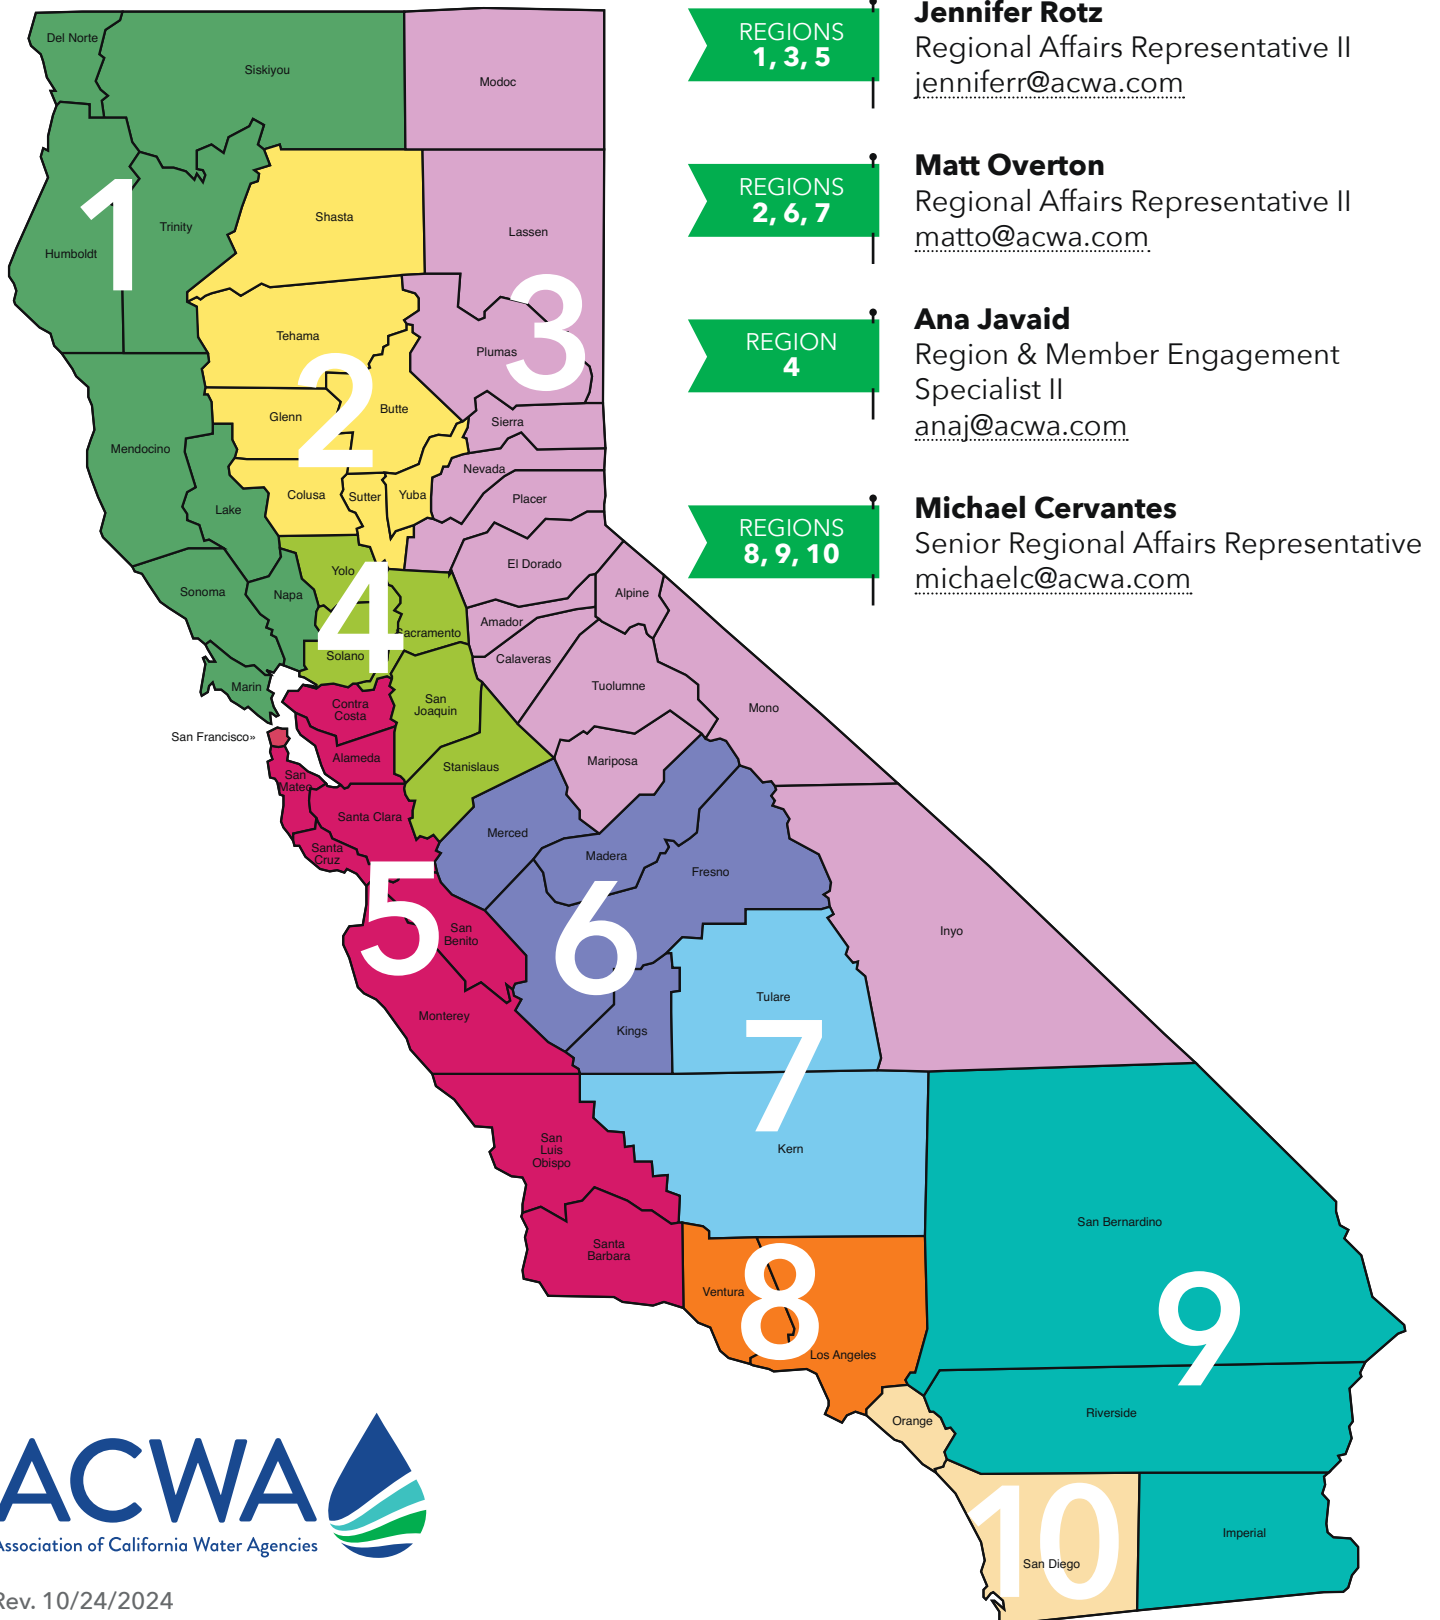 REGIONS
1, 3, 5
Jennifer Rotz
Regional Affairs Representative II
jenniferr@acwa.com
REGIONS
2, 6, 7
Matt Overton
Regional Affairs Representative II
matto@acwa.com
REGION
4
Ana Javaid
Region & Member Engagement
Specialist II
anaj@acwa.com
REGIONS
8, 9, 10
Michael Cervantes
Senior Regional Affairs Representative
michaelc@acwa.com
Del Norte
Siskiyou
Modoc
1
Humboldt
Trinity
Shasta
Lassen
3
Tehama
Plumas
2
Glenn
Butte
Sierra
Mendocino
Nevada
Colusa
Sutter
Yuba
Placer
Lake
4
Yolo
El Dorado
Sonoma
Napa
Alpine
Amador
Sacramento
Solano
Calaveras
Marin
Tuolumne
Contra
Costa
San
Joaquin
Mono
San Francisco»
Alameda
Stanislaus
Mariposa
San
Mateo
Santa Clara
Merced
Santa
Cruz
Madera
Fresno
5
6
San
Benito
Inyo
Tulare
Monterey
Kings
7
San
Luis
Obispo
Kern
San Bernardino
Santa
Barbara
8
Ventura
9
Los Angeles
Orange
Riverside
10
San Diego
Imperial
ACWA
Association of California Water Agencies
Rev. 10/24/2024